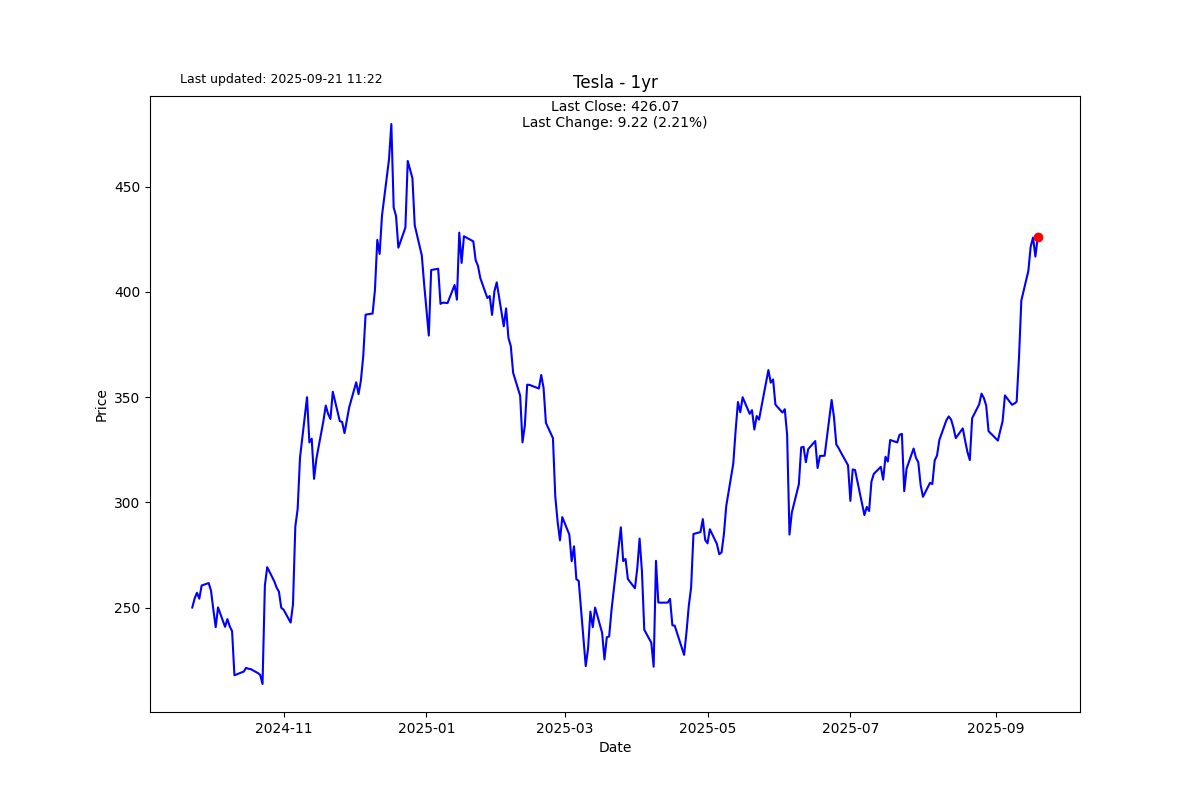 Last updated: 2025-09-21 11:22
Tesla - 1yr
Last Close: 426.07
Last Change: 9.22 (2.21%)
450
400
350
300
250
Price
2024-11
2025-01
2025-03
2025-05
2025-07
2025-09
Date